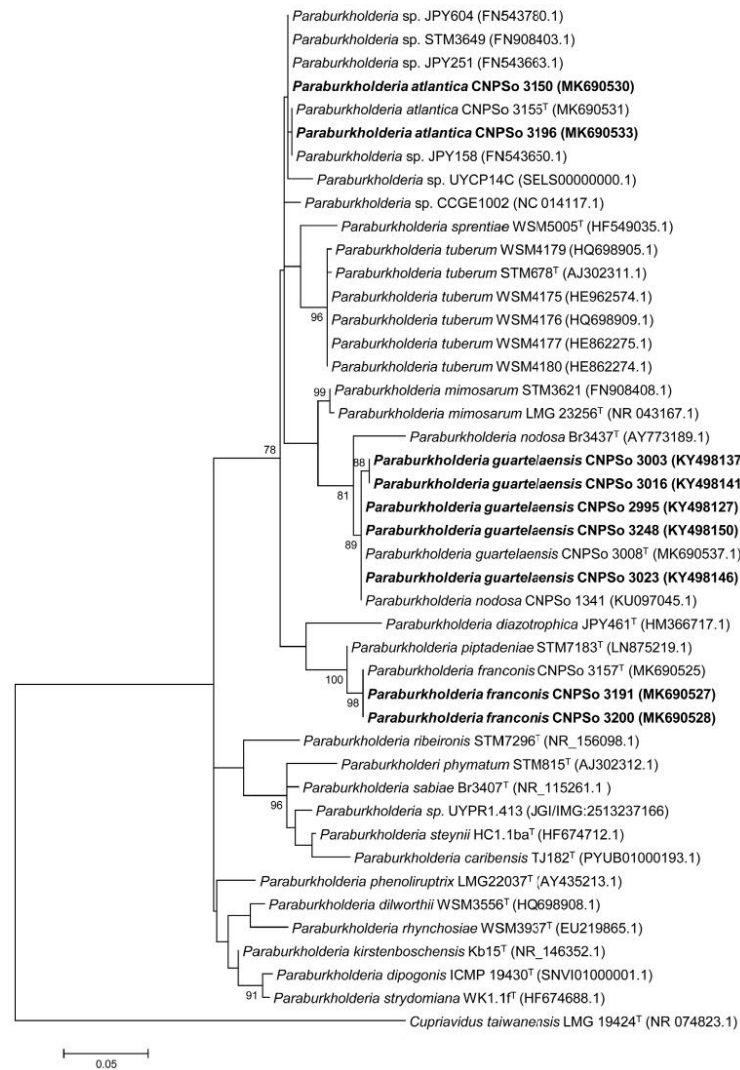 Paraburkholderia sp. JPY604 (FN543780.1)
Paraburkholderia sp. STM3649 (FN908403.1)
Paraburkholderia sp. JPY251 (FN543663.1)
Paraburkholderia atlantica CNPSo 3150 (MK690530)
Paraburkholderia atlantica CNPSo 3155ᵀ (MK690531)
Paraburkholderia atlantica CNPSo 3196 (MK690533)
Paraburkholderia sp. JPY158 (FN543650.1)
Paraburkholderia sp. UYCP14C (SELS00000000.1)
Paraburkholderia sp. CCGE1002 (NC 014117.1)
Paraburkholderia sprentiae WSM5005ᵀ (HF549035.1)
Paraburkholderia tuberum WSM4179 (HQ698905.1)
Paraburkholderia tuberum STM678ᵀ (AJ302311.1)
Paraburkholderia tuberum WSM4175 (HE962574.1)
96
Paraburkholderia tuberum WSM4176 (HQ698909.1)
Paraburkholderia tuberum WSM4177 (HE862275.1)
Paraburkholderia tuberum WSM4180 (HE862274.1)
99
Paraburkholderia mimosarum STM3621 (FN908408.1)
Paraburkholderia mimosarum LMG 23256ᵀ (NR 043167.1)
78
Paraburkholderia nodosa Br3437ᵀ (AY773189.1)
88
Paraburkholderia guartelaensis CNPSo 3003 (KY498137
Paraburkholderia guartelaensis CNPSo 3016 (KY498141
81
Paraburkholderia guartelaensis CNPSo 2995 (KY498127)
Paraburkholderia guartelaensis CNPSo 3248 (KY498150)
89
Paraburkholderia guartelaensis CNPSo 3008ᵀ (MK690537.1)
Paraburkholderia guartelaensis CNPSo 3023 (KY498146)
Paraburkholderia nodosa CNPSo 1341 (KU097045.1)
Paraburkholderia diazotrophica JPY461ᵀ (HM366717.1)
Paraburkholderia piptadeniae STM7183ᵀ (LN875219.1)
100
Paraburkholderia franconis CNPSo 3157ᵀ (MK690525)
98
Paraburkholderia franconis CNPSo 3191 (MK690527)
Paraburkholderia franconis CNPSo 3200 (MK690528)
Paraburkholderia ribeironis STM7296ᵀ (NR_156098.1)
Paraburkholderi phymatum STM815ᵀ (AJ302312.1)
96
Paraburkholderia sabiae Br3407ᵀ (NR_115261.1 )
Paraburkholderia sp. UYPR1.413 (JGI/IMG:2513237166)
Paraburkholderia steynii HC1.1baᵀ (HF674712.1)
Paraburkholderia caribensis TJ182ᵀ (PYUB01000193.1)
Paraburkholderia phenoliruptrix LMG22037ᵀ (AY435213.1)
Paraburkholderia dilworthii WSM3556ᵀ (HQ698908.1)
Paraburkholderia rhynchosiae WSM3937ᵀ (EU219865.1)
Paraburkholderia kirstenboschensis Kb15ᵀ (NR_146352.1)
Paraburkholderia dipogonis ICMP 19430ᵀ (SNVI01000001.1)
91
Paraburkholderia strydomiana WK1.1fᵀ (HF674688.1)
Cupriavidus taiwanensis LMG 19424ᵀ (NR 074823.1)
0.05